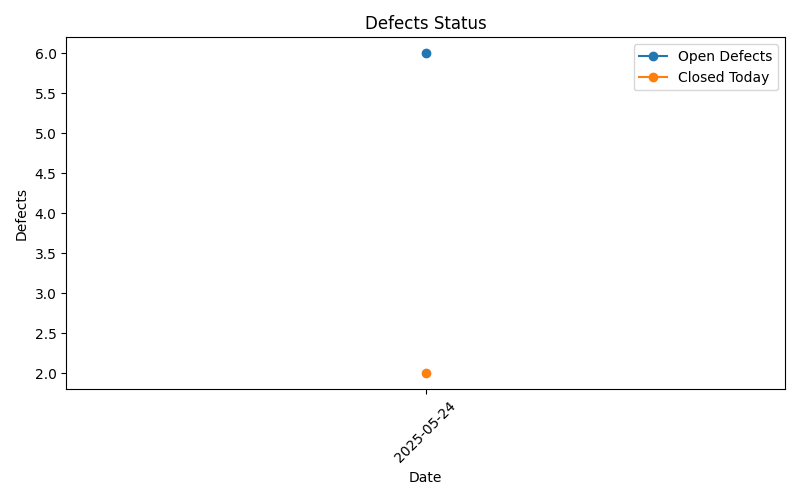 Defects Status
Open Defects
Closed Today
Defects
6.0
5.5
5.0
4.5
4.0
3.5
3.0
2.5
2.0
2025-05-24
Date